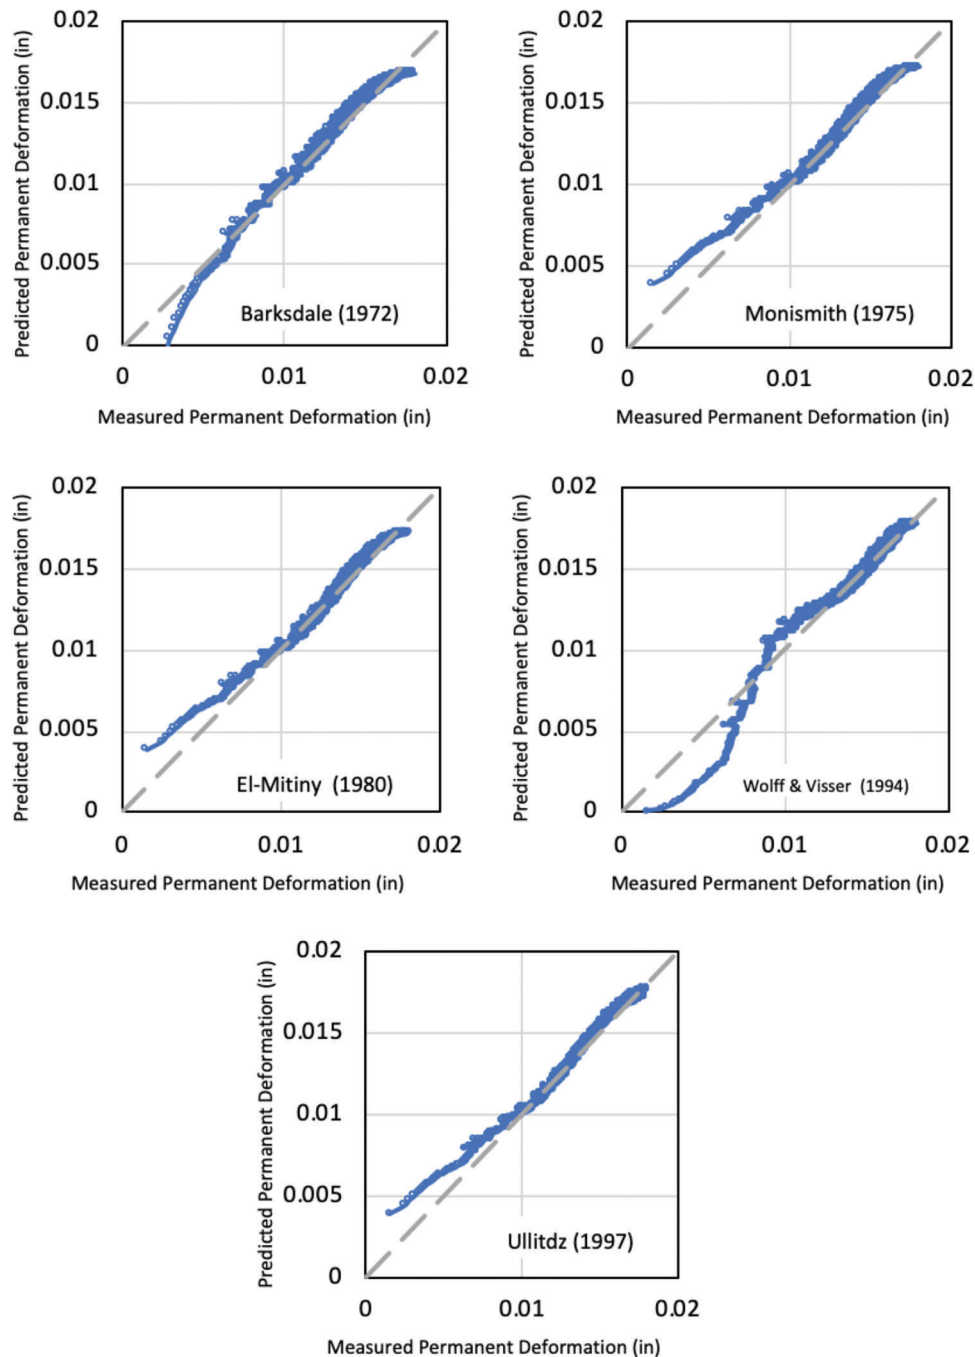 0.02
0.015
0.01
0.005
0
Predicted Permanent Deformation (in)
Barksdale (1972)
0
0.01
0.02
Measured Permanent Deformation (in)
0.02
0.015
0.01
0.005
0
Predicted Permanent Deformation (in)
Monismith (1975)
0
0.01
0.02
Measured Permanent Deformation (in)
0.02
0.015
0.01
0.005
0
Predicted Permanent Deformation (in)
El-Mitiny (1980)
0
0.01
0.02
Measured Permanent Deformation (in)
0.02
0.015
0.01
0.005
0
Predicted Permanent Deformation (in)
Wolff & Visser (1994)
0
0.01
0.02
Measured Permanent Deformation (in)
0.02
0.015
0.01
0.005
0
Predicted Permanent Deformation (in)
Ullitdz (1997)
0
0.01
0.02
Measured Permanent Deformation (in)